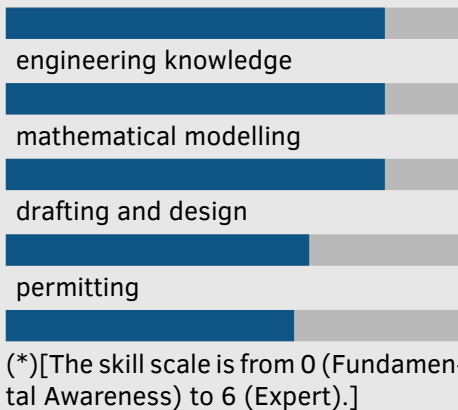 engineering knowledge
mathematical modelling
drafting and design
permitting
(*)[The skill scale is from 0 (Fundamen-
tal Awareness) to 6 (Expert).]